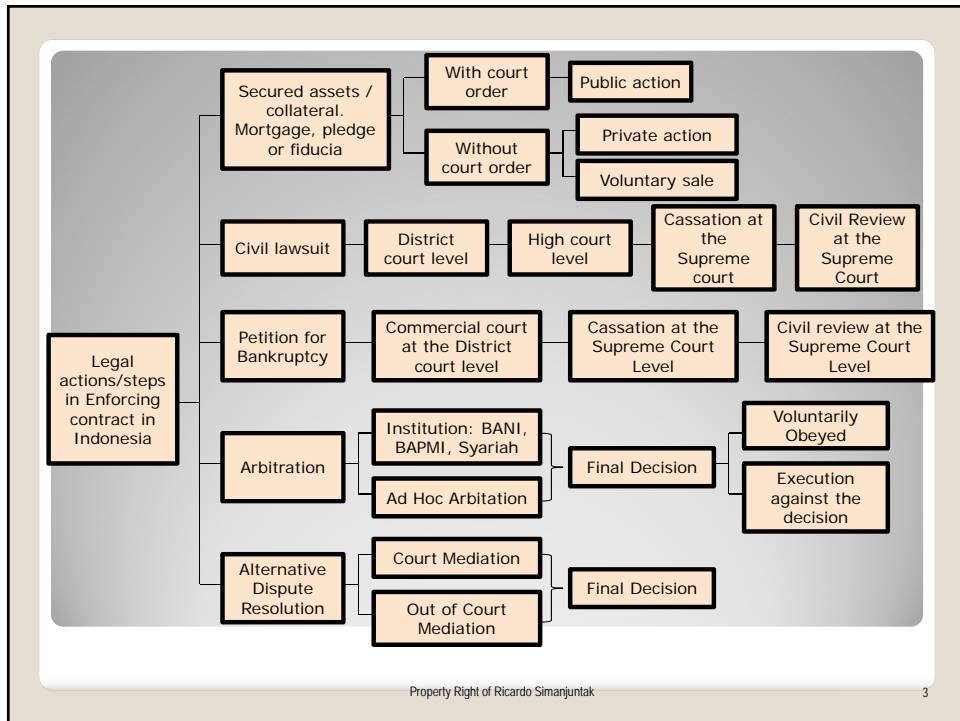 Secured assets /
collateral.
Mortgage, pledge
or fiducia
With court
order
Public action
Without
court order
Private action
Voluntary sale
Civil lawsuit
District
court level
High court
level
Cassation at
the
Supreme
court
Civil Review
at the
Supreme
Court
Legal
actions/steps
in Enforcing
contract in
Indonesia
Petition for
Bankruptcy
Commercial court
at the District
court level
Cassation at the
Supreme Court
Level
Civil review at the
Supreme Court
Level
Arbitration
Institution: BANI,
BAPMI, Syariah
Ad Hoc Arbitation
Final Decision
Voluntarily
Obeyed
Execution
against the
decision
Alternative
Dispute
Resolution
Court Mediation
Out of Court
Mediation
Final Decision
Property Right of Ricardo Simanjuntak
3